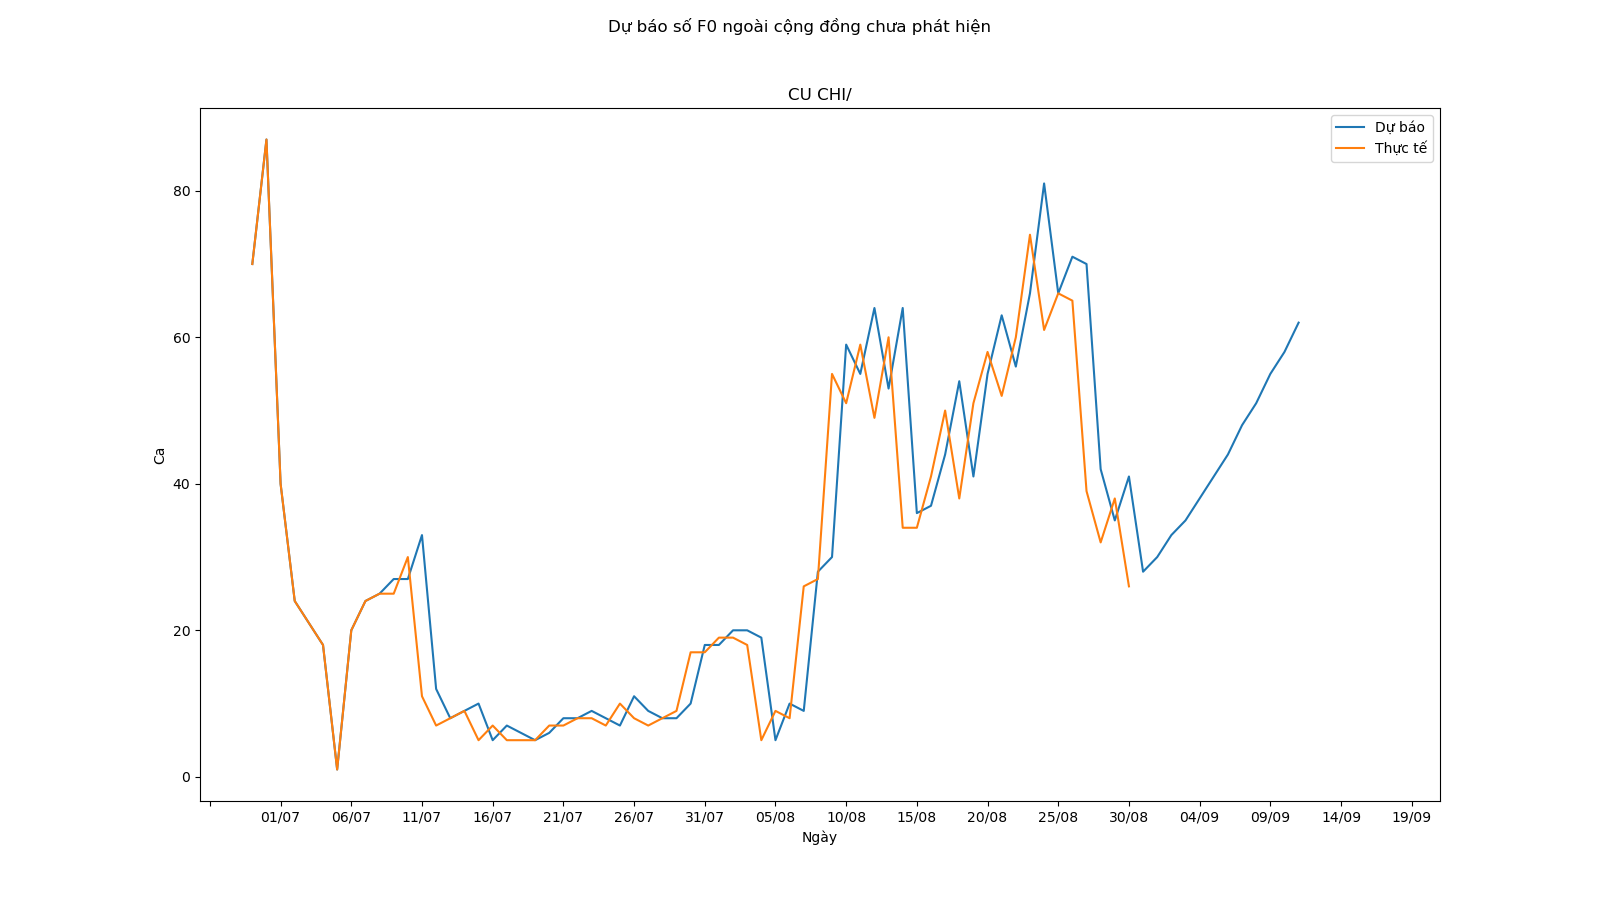 Dự báo số F0 ngoài cộng đồng chưa phát hiện
CU CHI/
Dự báo
Thực tế
80
60
40
20
0
Ca
01/07 06/07 11/07 16/07 21/07 26/07 31/07 05/08 10/08 15/08 20/08 25/08 30/08 04/09 09/09 14/09 19/09
Ngày